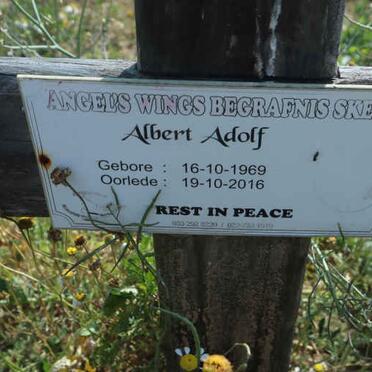 ANGEL'S WINGS BEGRAFNIS SKE
Albert Adolf
Gebore : 16-10-1969
Oorlede : 19-10-2016
REST IN PEACE